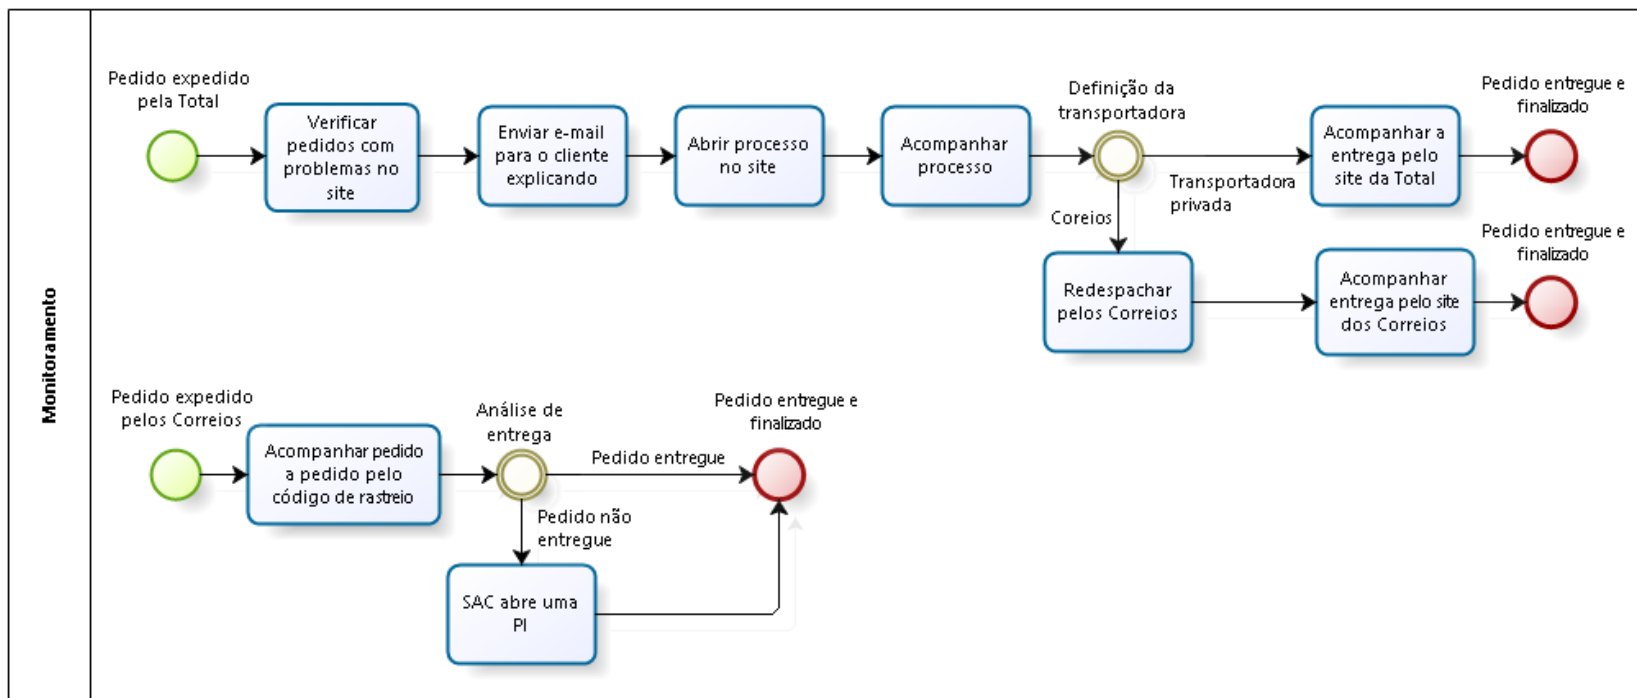 Monitoramento
Pedido expedido
pela Total
Verificar
pedidos com
problemas no
site
Enviar e-mail
para o cliente
explicando
Abrir processo
no site
Acompanhar
processo
Definição da
transportadora
Transportadora
privada
Coreios
Acompanhar a
entrega pelo
site da Total
Pedido entregue e
finalizado
Redespachar
pelos Correios
Acompanhar
entrega pelo site
dos Correios
Pedido entregue e
finalizado
Pedido expedido
pelos Correios
Acompanhar pedido
a pedido pelo
código de rastreio
Análise de
entrega
Pedido entregue
Pedido não
entregue
SAC abre uma
PI
Pedido entregue e
finalizado